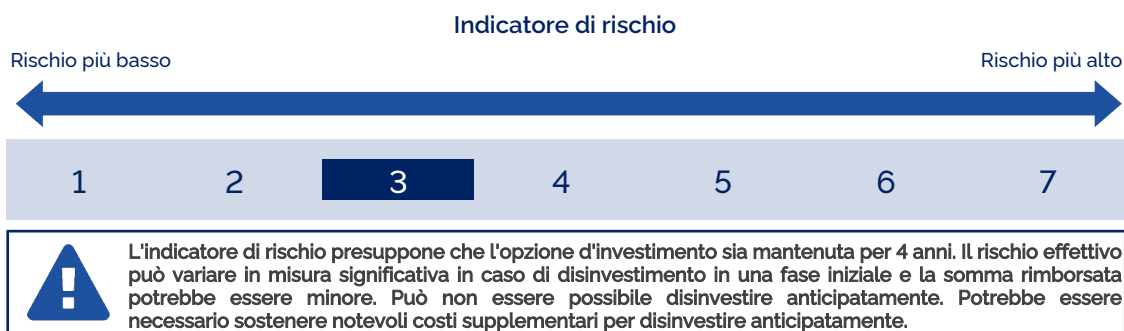 Indicatore di rischio
Rischio più basso
Rischio più alto
1 2 3 4 5 6 7
L'indicatore di rischio presuppone che l'opzione d'investimento sia mantenuta per 4 anni. Il rischio effettivo
può variare in misura significativa in caso di disinvestimento in una fase iniziale e la somma rimborsata
potrebbe essere minore. Può non essere possibile disinvestire anticipatamente. Potrebbe essere
necessario sostenere notevoli costi supplementari per disinvestire anticipatamente.